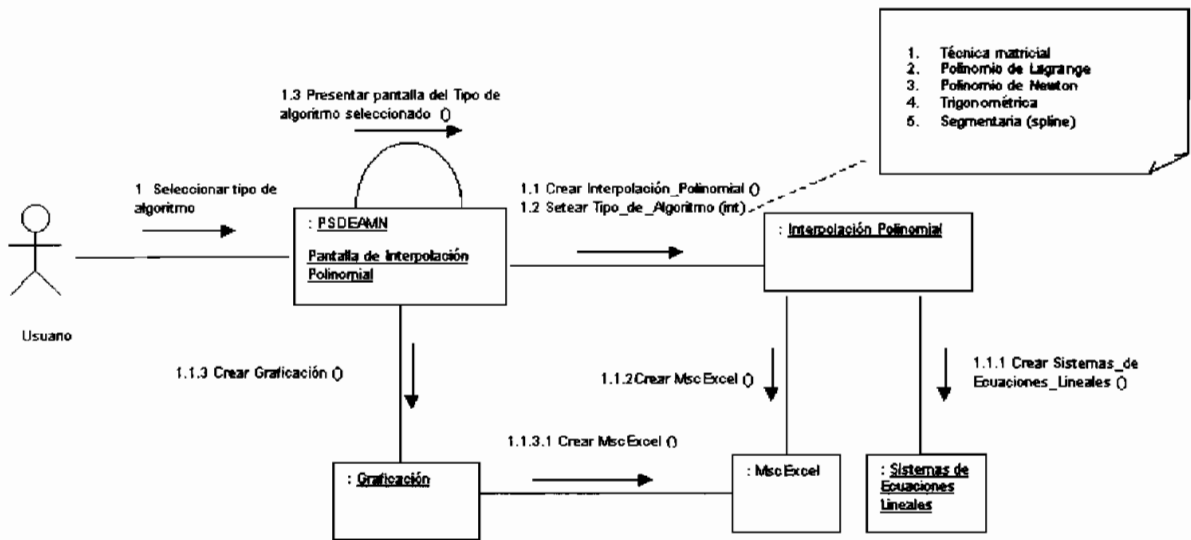 1. Técnica matricial
2. Polinomio de Lagrange
3. Polinomio de Newton
4. Trigonométrica
5. Segmentaria (spline)
1.3 Presentar pantalla del Tipo de
algoritmo seleccionado ()
1 Seleccionar tipo de
algoritmo
1.1 Crear Interpolación_Polinomial ()
1.2 Setear Tipo_de_Algoritmo (int)
: PSDEAMN
Pantalla de Interpolación
Polinomial
: Interpolación Polinomial
Usuario
1.1.3 Crear Graficación ()
1.1.2Crear MscExcel ()
1.1.1 Crear Sistemas_de
Ecuaciones_Lineales ()
1.1.3.1 Crear MscExcel ()
: Graficación
: MscExcel
: Sistemas de
Ecuaciones
Lineales